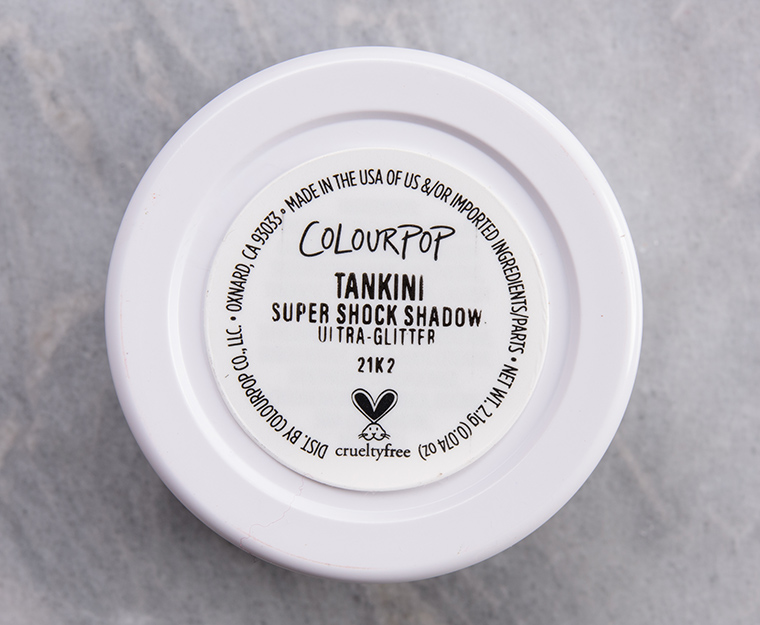 COLOURPOP
TANKINI
SUPER SHOCK SHADOW
ULTRA-GLITTER
21K2
crueltyfree
DIST. BY COLOURPOP CO., LLC. • OXNARD, CA 93033 • MADE IN THE USA OF US &/OR IMPORTED INGREDIENTS/PARTS • NET WT. 2.1g (0.074 oz)